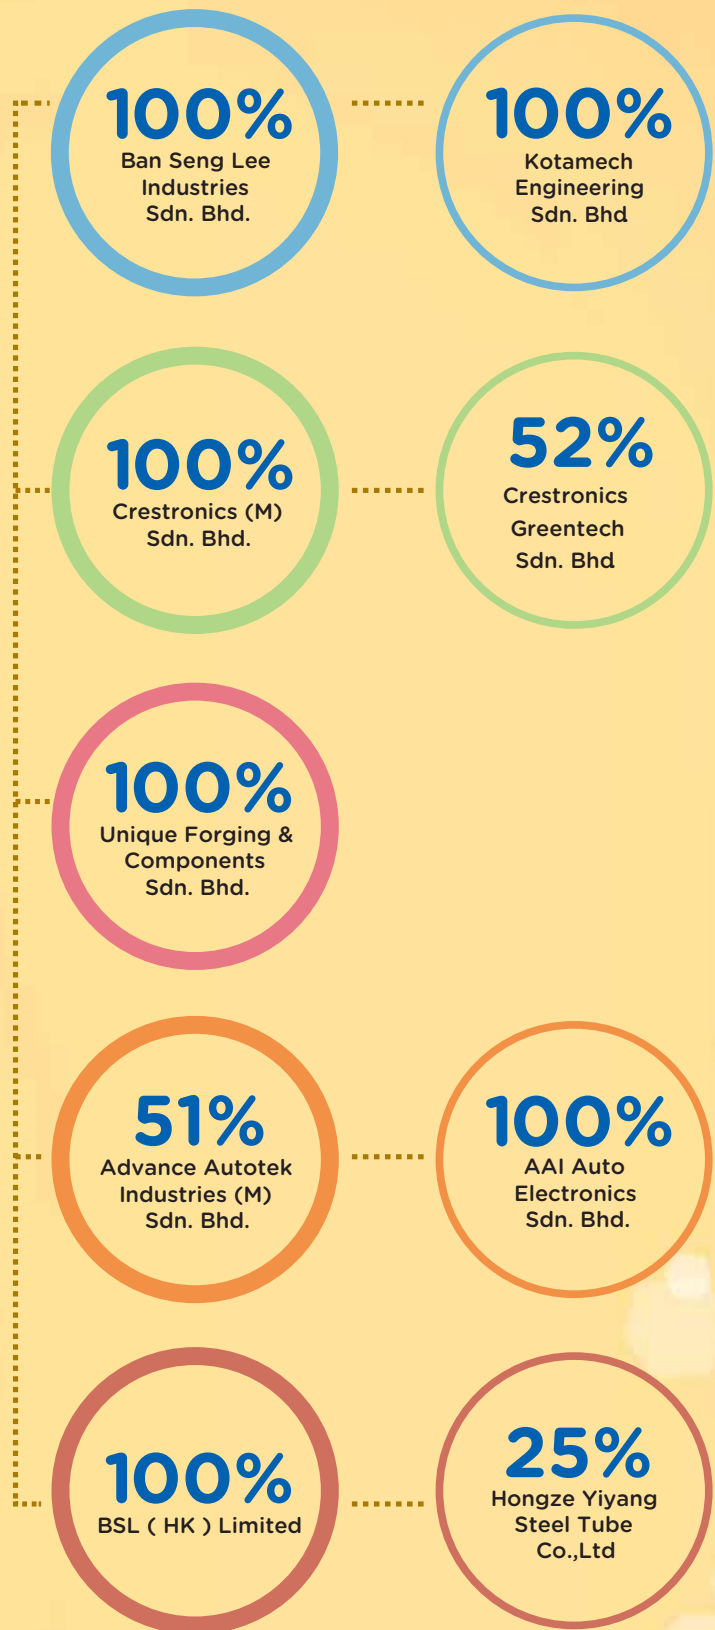 100%
Ban Seng Lee
Industries
Sdn. Bhd.
100%
Kotamech
Engineering
Sdn. Bhd
100%
Crestronics (M)
Sdn. Bhd.
52%
Crestronics
Greentech
Sdn. Bhd
100%
Unique Forging &
Components
Sdn. Bhd.
51%
Advance Autotek
Industries (M)
Sdn. Bhd.
100%
AAI Auto
Electronics
Sdn. Bhd.
100%
BSL ( HK ) Limited
25%
Hongze Yiyang
Steel Tube
Co.,Ltd